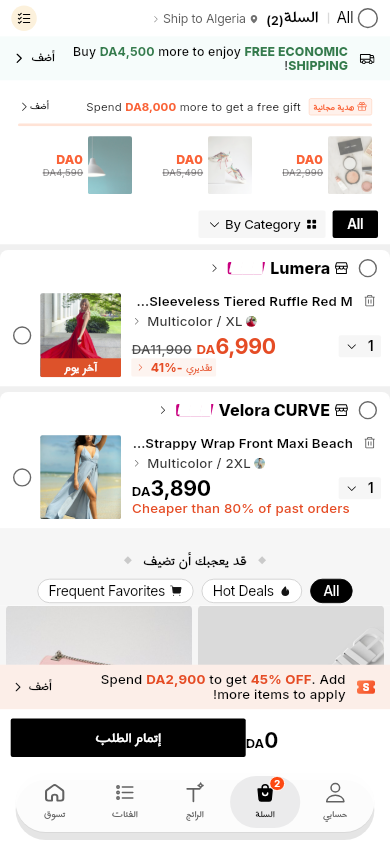 All
السلة(2)
Ship to Algeria
Buy DA4,500 more to enjoy FREE ECONOMIC
SHIPPING!
أضف
هدية مجانية
Spend DA8,000 more to get a free gift
أضف
DA0
DA4,590
DA0
DA5,490
DA0
DA2,990
By Category
All
Lumera
Sleeveless Tiered Ruffle Red M...
Multicolor / XL
DA11,900 DA6,990
1
-41% تقديري
آخر يوم
Velora CURVE
Strappy Wrap Front Maxi Beach...
Multicolor / 2XL
DA3,890
1
Cheaper than 80% of past orders
قد يعجبك أن تضيف
Frequent Favorites
Hot Deals
All
Spend DA2,900 to get 45% OFF. Add
more items to apply!
أضف
S
إتمام الطلب
DA0
تسوق
الفئات
الرائج
2
السلة
حسابي